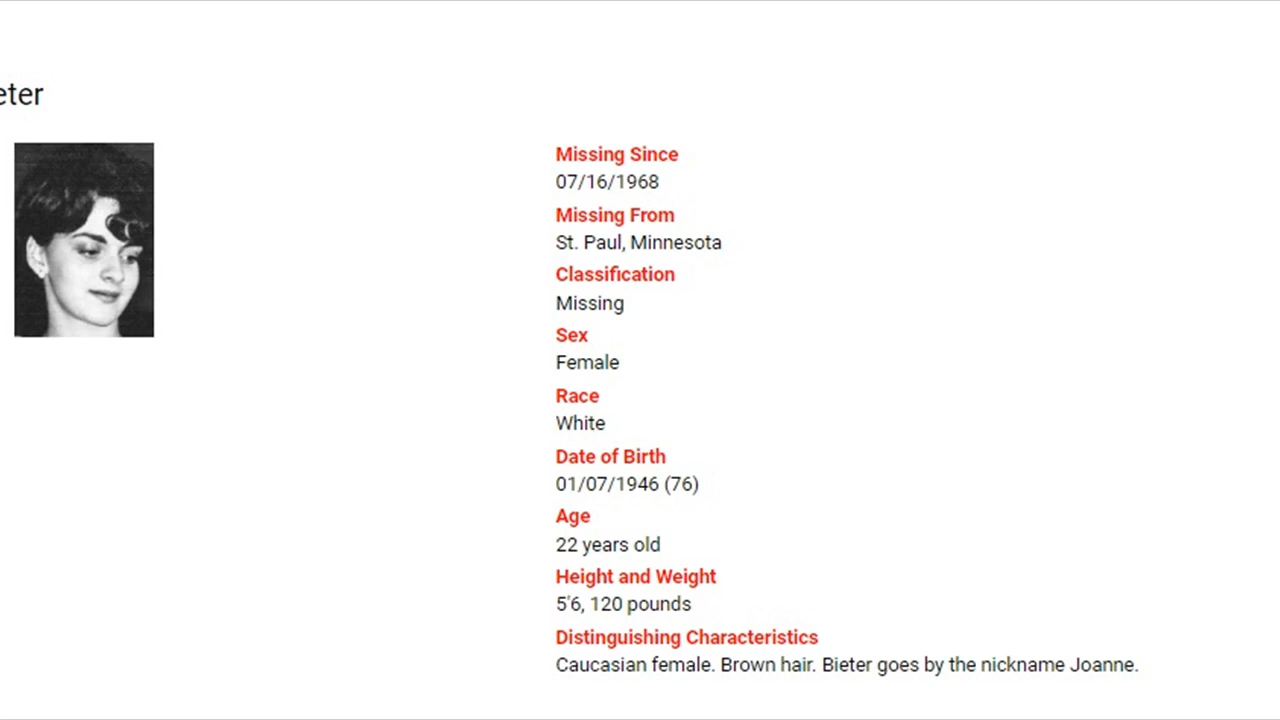 eter
Missing Since
07/16/1968
Missing From
St. Paul, Minnesota
Classification
Missing
Sex
Female
Race
White
Date of Birth
01/07/1946 (76)
Age
22 years old
Height and Weight
5'6, 120 pounds
Distinguishing Characteristics
Caucasian female. Brown hair. Bieter goes by the nickname Joanne.